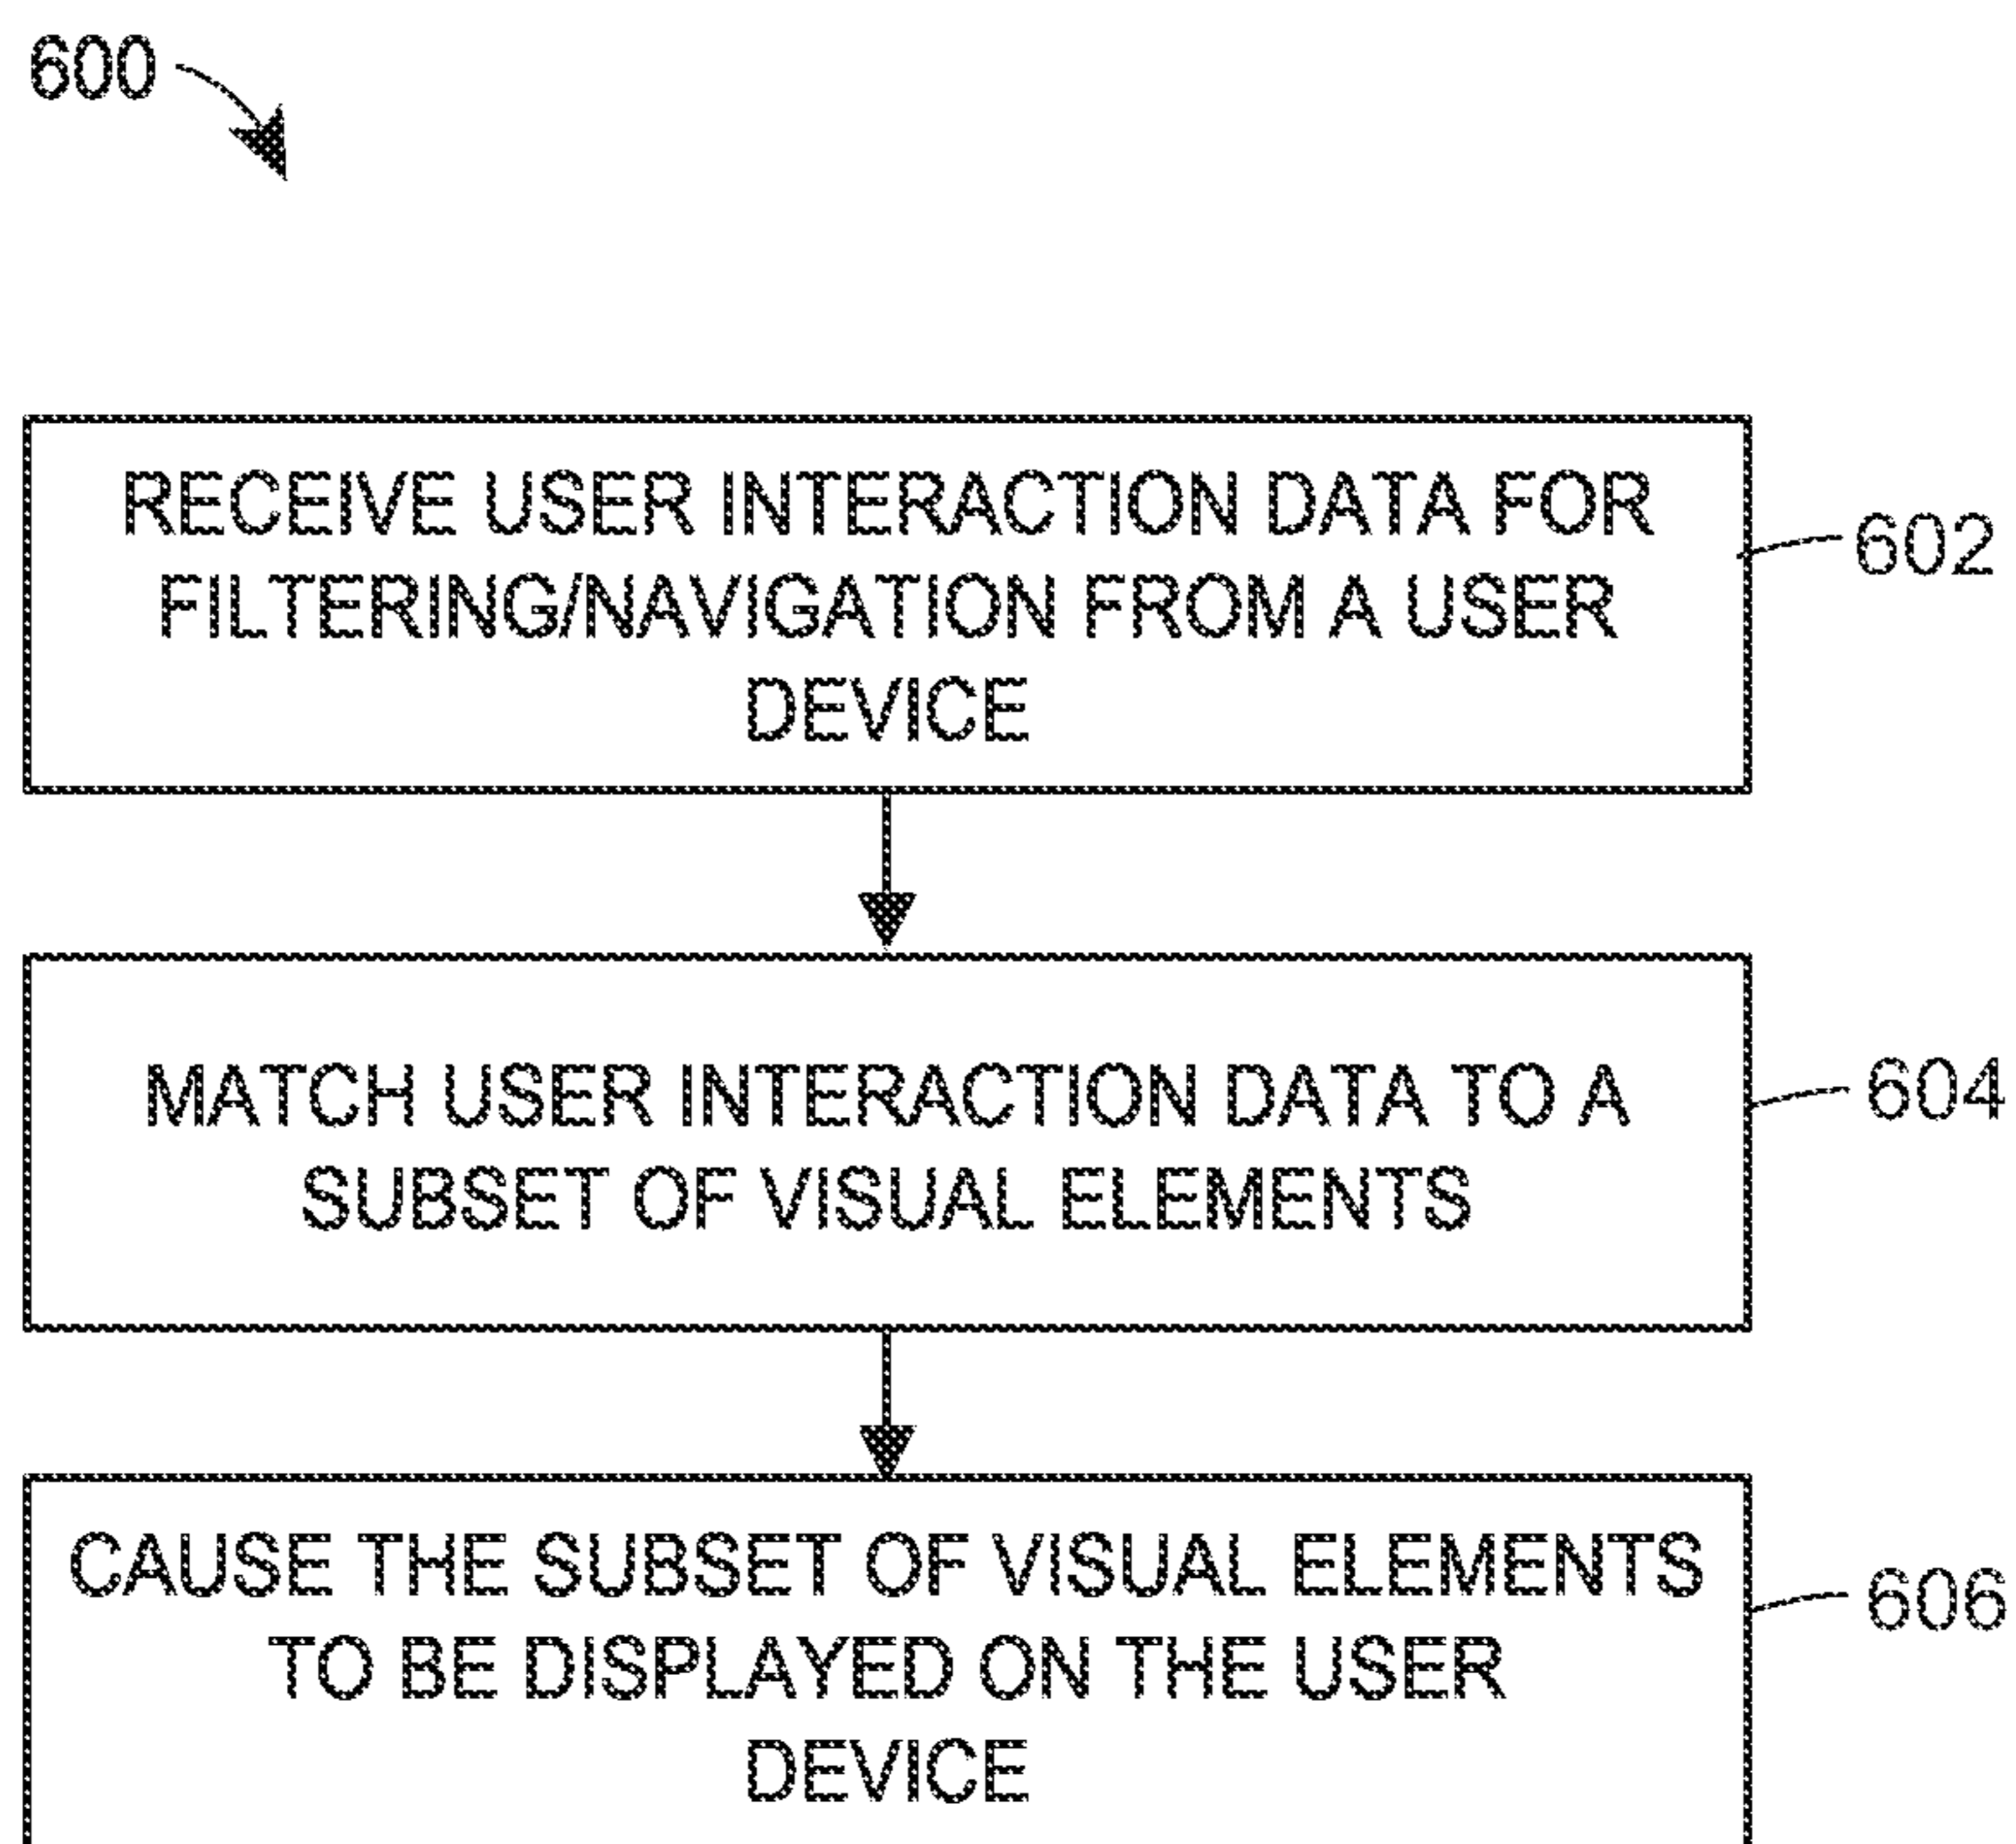 600
RECEIVE USER INTERACTION DATA FOR
FILTERING/NAVIGATION FROM A USER
DEVICE
602
MATCH USER INTERACTION DATA TO A
SUBSET OF VISUAL ELEMENTS
604
CAUSE THE SUBSET OF VISUAL ELEMENTS
TO BE DISPLAYED ON THE USER
DEVICE
606